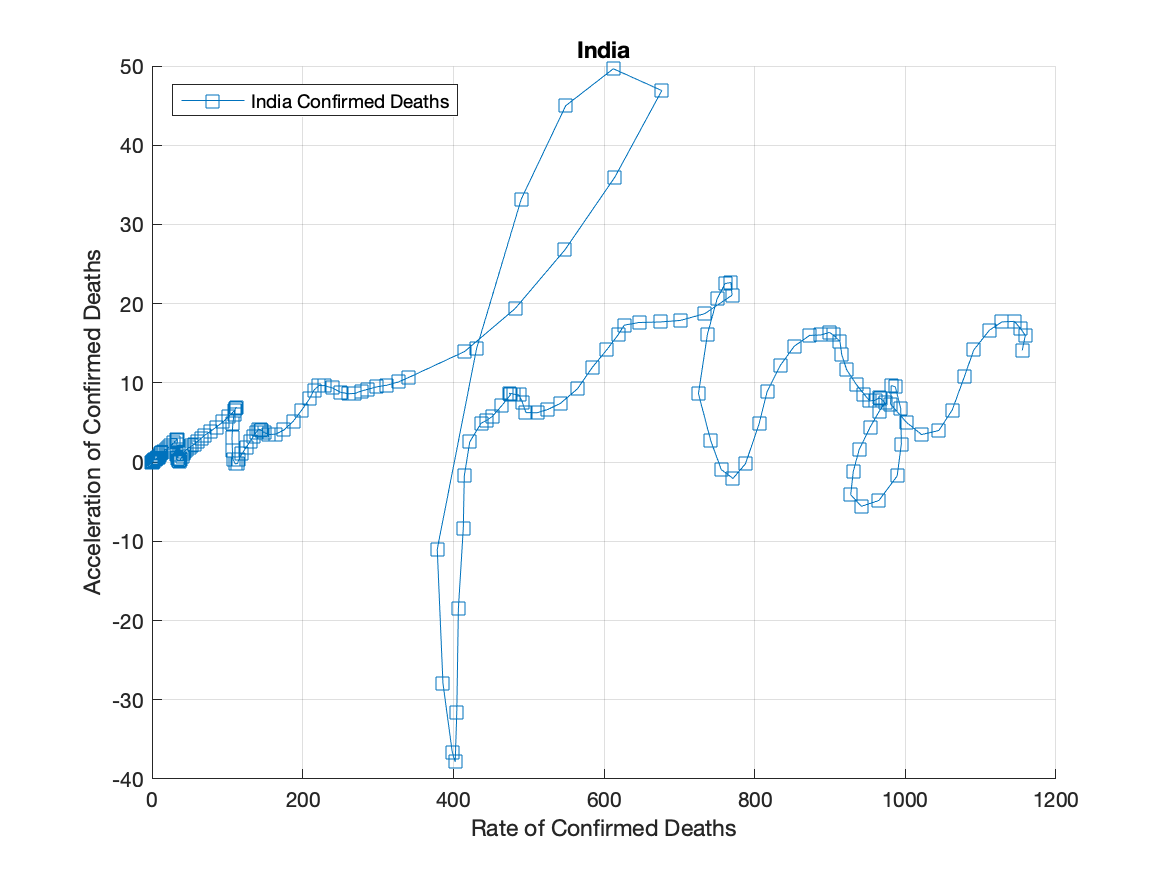 India
India Confirmed Deaths
50
40
30
20
10
0
-10
-20
-30
-40
0 200 400 600 800 1000 1200
Acceleration of Confirmed Deaths
Rate of Confirmed Deaths